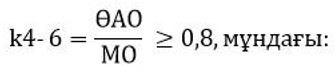 k4-6 = ӨАО / МО ≥ 0,8, мұндағы: